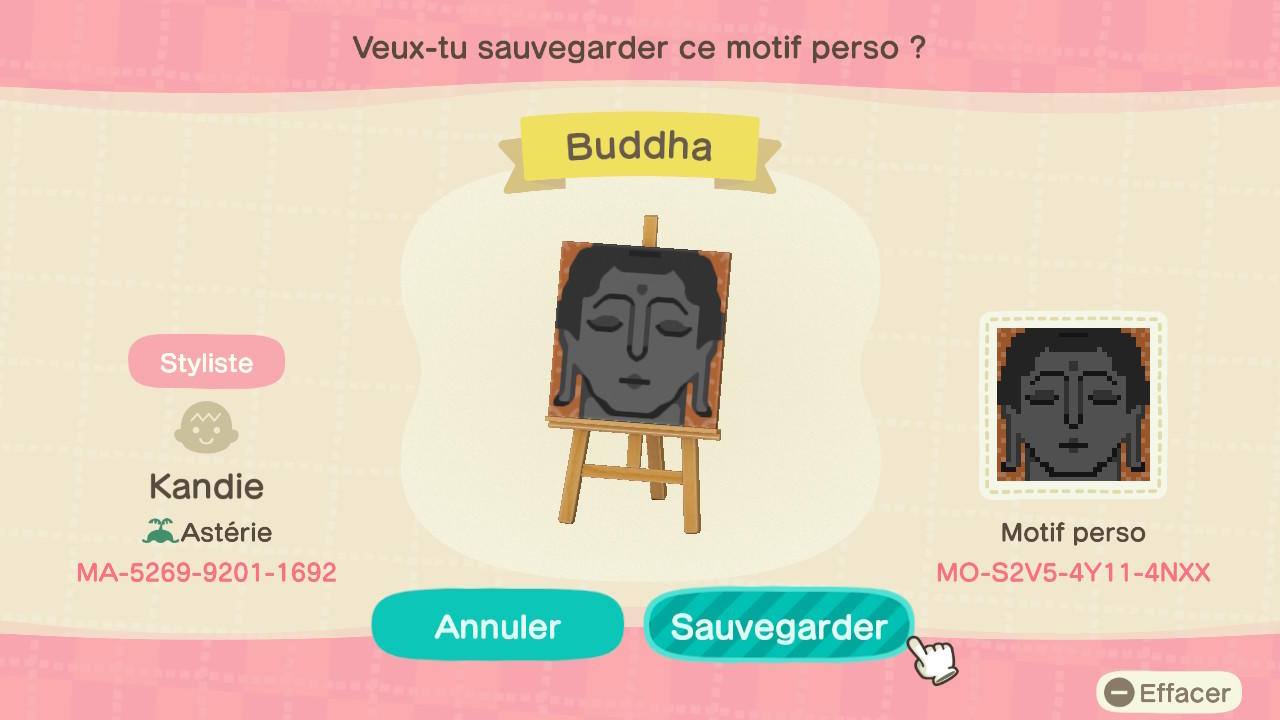 Veux-tu sauvegarder ce motif perso ?
Buddha
Styliste
Kandie
Astérie
MA-5269-9201-1692
Motif perso
MO-S2V5-4Y11-4NXX
Annuler
Sauvegarder
Effacer